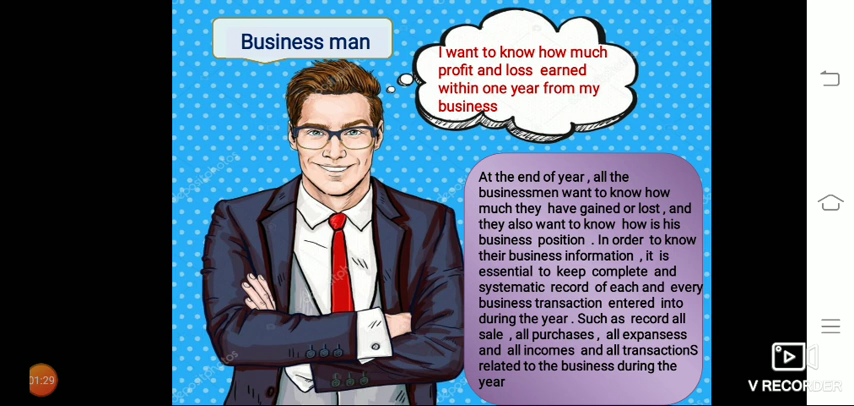 Business man
I want to know how much
profit and loss earned
within one year from my
business
At the end of year , all the
businessmen want to know how
much they have gained or lost , and
they also want to know how is his
business position . In order to know
their business information , it is
essential to keep complete and
systematic record of each and every
business transaction entered into
during the year . Such as record all
sale , all purchases , all expansess
and all incomes and all transactionS
related to the business during the
year
01:29
V RECORDER
depositphotos